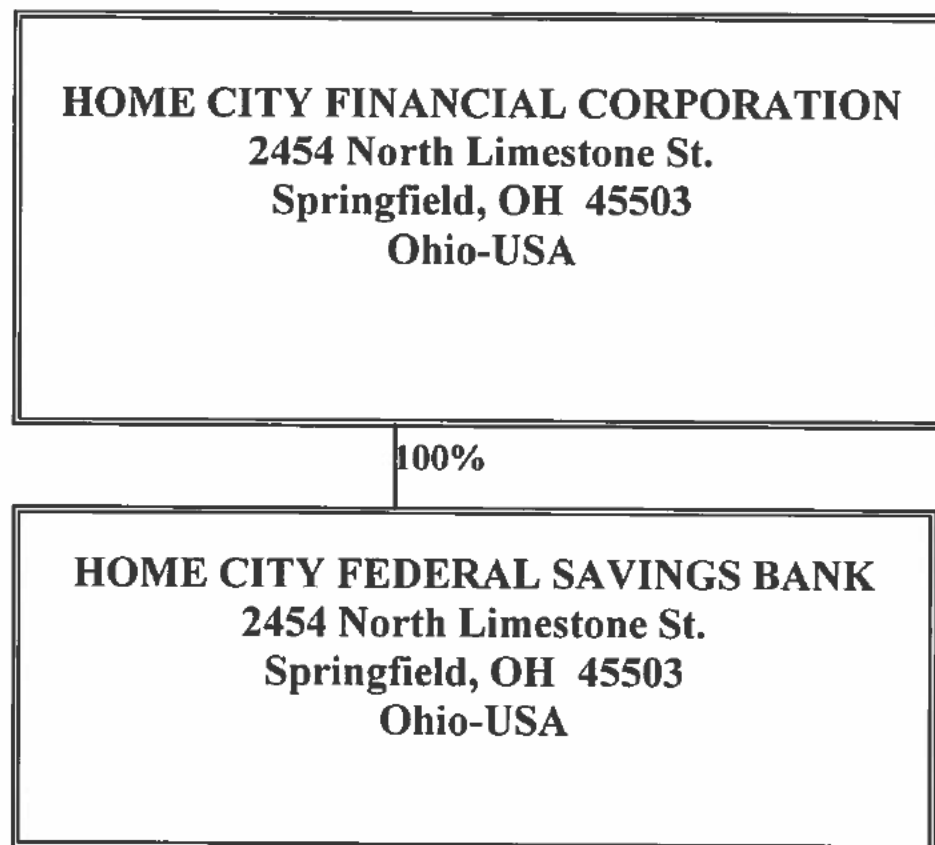 HOME CITY FINANCIAL CORPORATION
2454 North Limestone St.
Springfield, OH 45503
Ohio-USA
100%
HOME CITY FEDERAL SAVINGS BANK
2454 North Limestone St.
Springfield, OH 45503
Ohio-USA